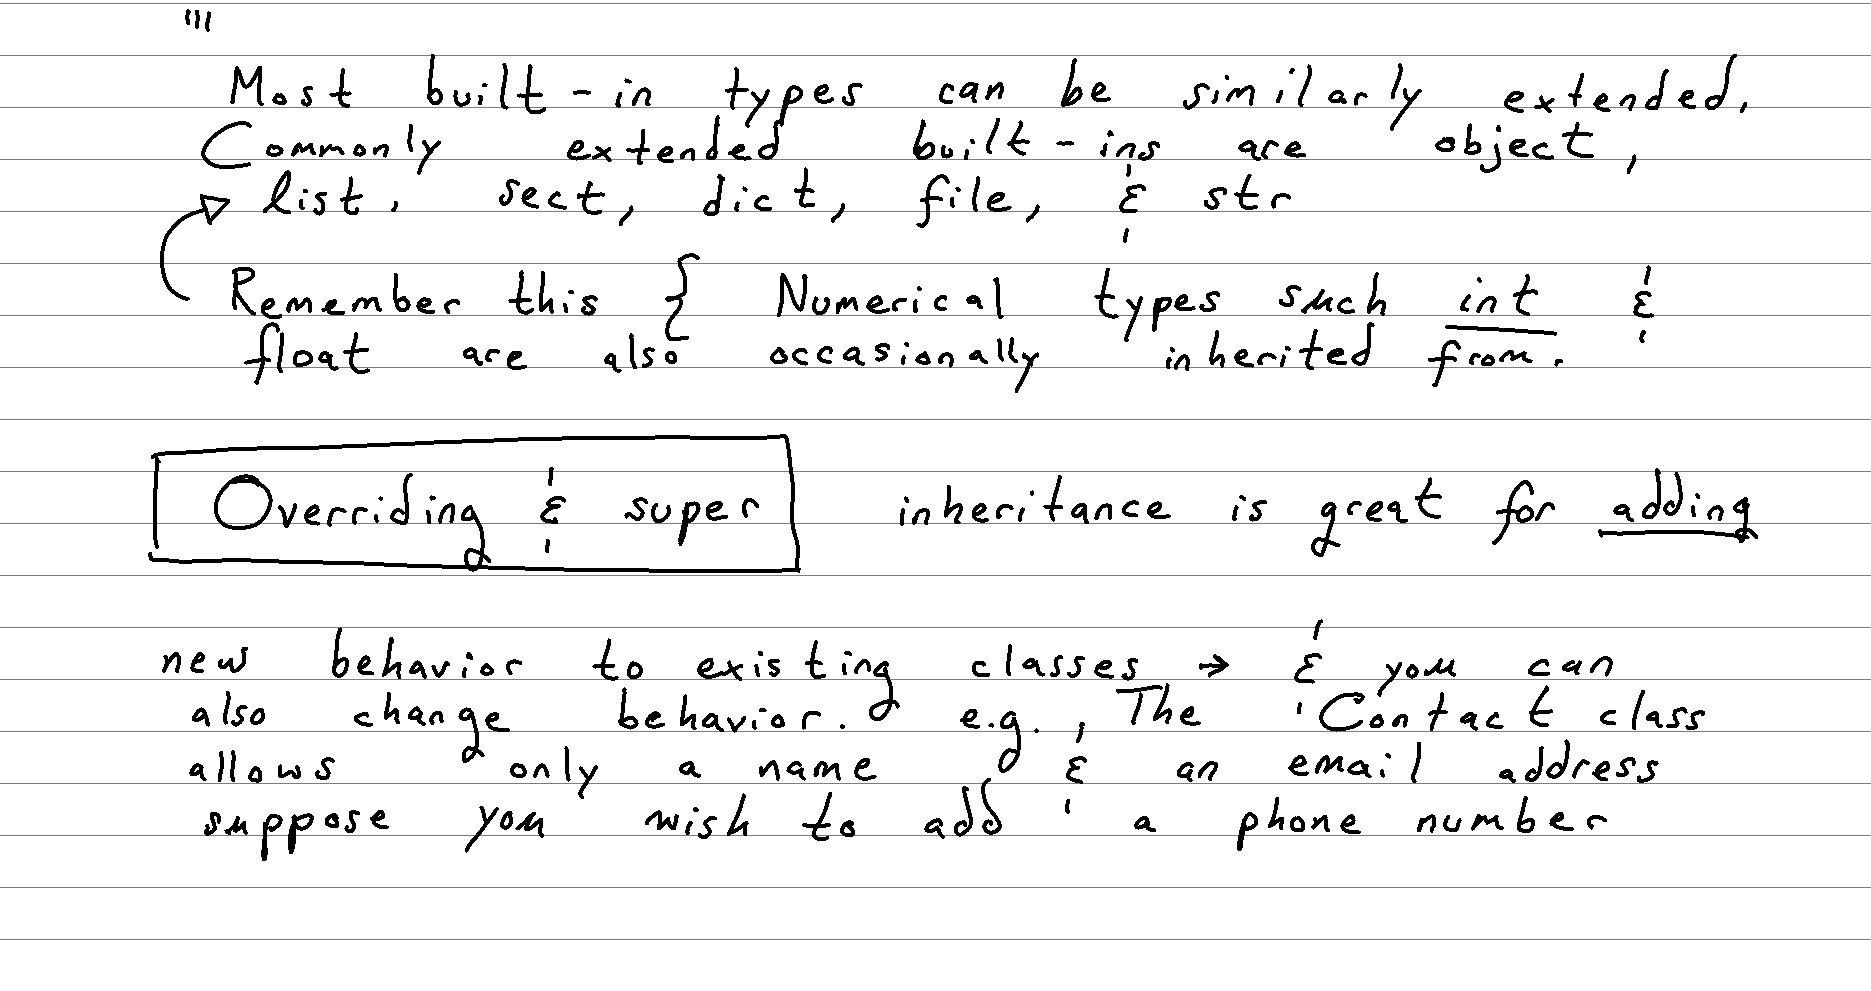 '''
Most built-in types can be similarly extended.
Commonly extended built-ins are object,
list, sect, dict, file, & str
Remember this { Numerical types such int &
float are also occasionally inherited from.
Overriding & super inheritance is great for adding
new behavior to existing classes → & you can
also change behavior. e.g., The Contact class
allows only a name & an email address
suppose you wish to add a phone number